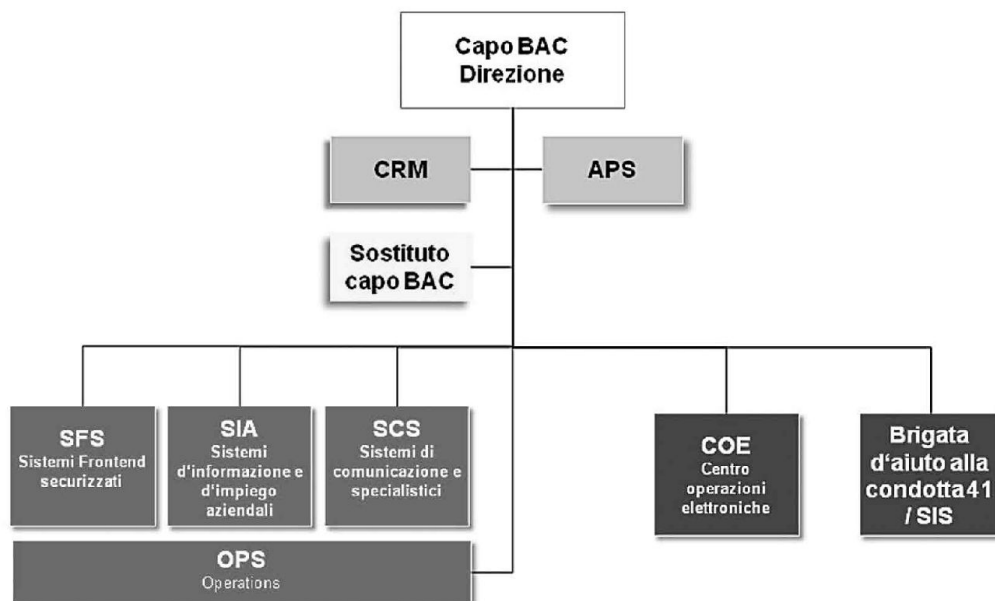 Capo BAC
Direzione
CRM
APS
Sostituto
capo BAC
SFS
Sistemi Frontend
securizzati
SIA
Sistemi
d'informazione e
d'impiego
aziendali
SCS
Sistemi di
comunicazione e
specialistici
COE
Centro
operazioni
elettroniche
Brigata
d'aiuto alla
condotta 41
/ SIS
OPS
Operations